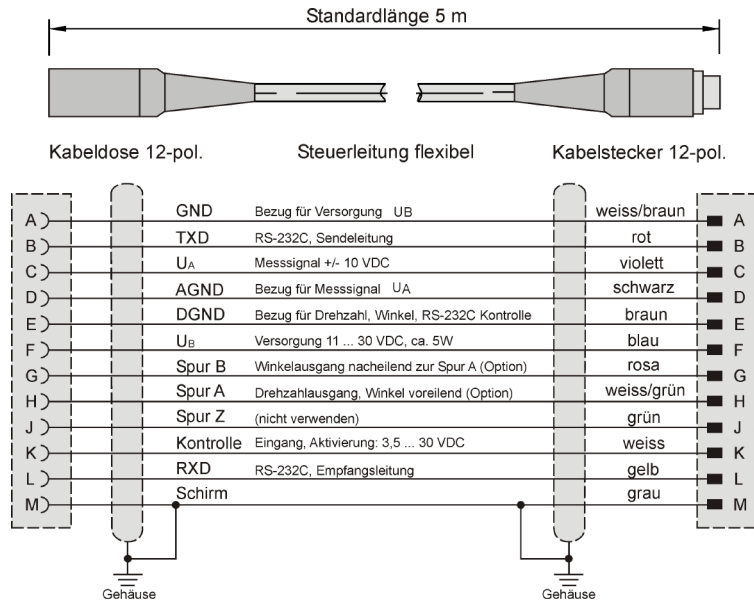 Standardlänge 5 m
Kabeldose 12-pol. Steuerleitung flexibel Kabelstecker 12-pol.
A GND Bezug für Versorgung UB weiss/braun A
B TXD RS-232C, Sendeleitung rot B
C UA Messsignal +/- 10 VDC violett C
D AGND Bezug für Messsignal UA schwarz D
E DGND Bezug für Drehzahl, Winkel, RS-232C Kontrolle braun E
F UB Versorgung 11 ... 30 VDC, ca. 5W blau F
G Spur B Winkelausgang nacheilend zur Spur A (Option) rosa G
H Spur A Drehzahlausgang, Winkel voreilend (Option) weiss/grün H
J Spur Z (nicht verwenden) grün J
K Kontrolle Eingang, Aktivierung: 3,5 ... 30 VDC weiss K
L RXD RS-232C, Empfangsleitung gelb L
M Schirm grau M
Gehäuse Gehäuse